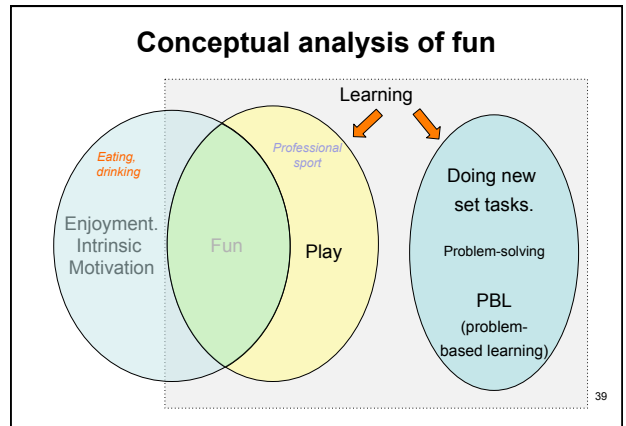 Conceptual analysis of fun
Learning
Eating,
drinking
Professional
sport
Enjoyment.
Intrinsic
Motivation
Fun
Play
Doing new
set tasks.
Problem-solving
PBL
(problem-
based learning)
39